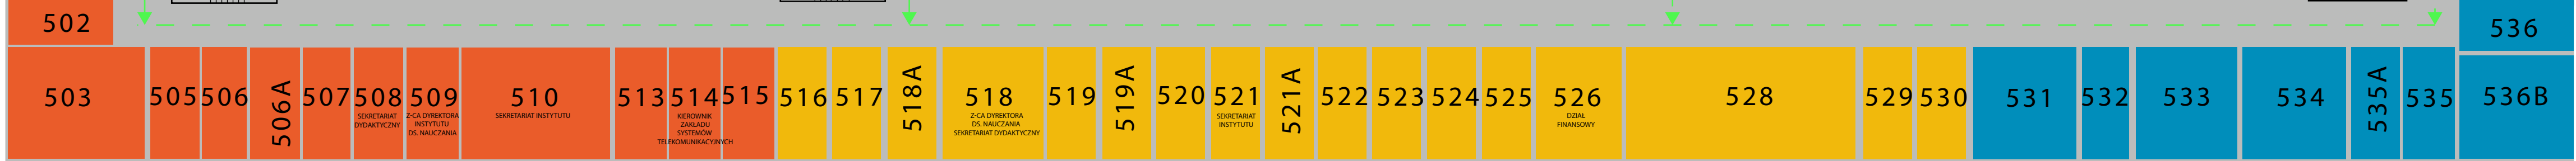 502
536
503
505
506
506A
507
508
SEKRETARIAT
DYDAKTYCZNY
509
Z-CA DYREKTORA
INSTYTUTU
DS. NAUCZANIA
510
SEKRETARIAT INSTYTUTU
513
514
KIEROWNIK
ZAKŁADU
SYSTEMÓW
TELEKOMUNIKACYJNYCH
515
516
517
518A
518
Z-CA DYREKTORA
DS. NAUCZANIA
SEKRETARIAT DYDAKTYCZNY
519
519A
520
521
SEKRETARIAT
INSTYTUTU
521A
522
523
524
525
526
DZIAŁ
FINANSOWY
528
529
530
531
532
533
534
535A
535
536B